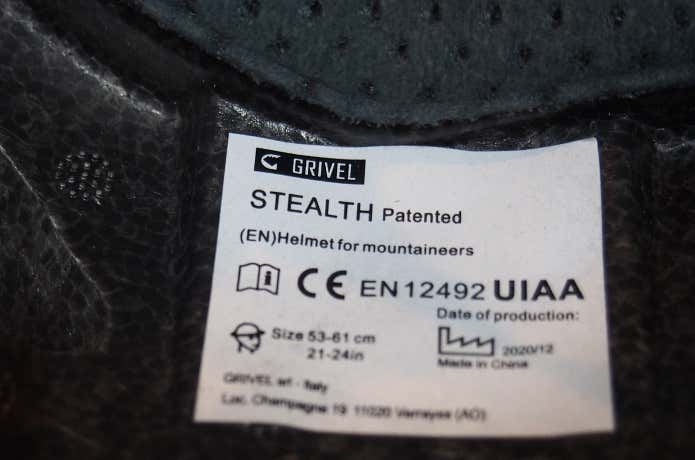 GRIVEL
STEALTH Patented
(EN)Helmet for mountaineers
CE EN 12492 UIAA
Date of production:
Size 53-61 cm
21-24in
2020/12
Made in China
GRIVEL srl - Italy
Loc. Champagne 19 11020 Verrayes (AO)